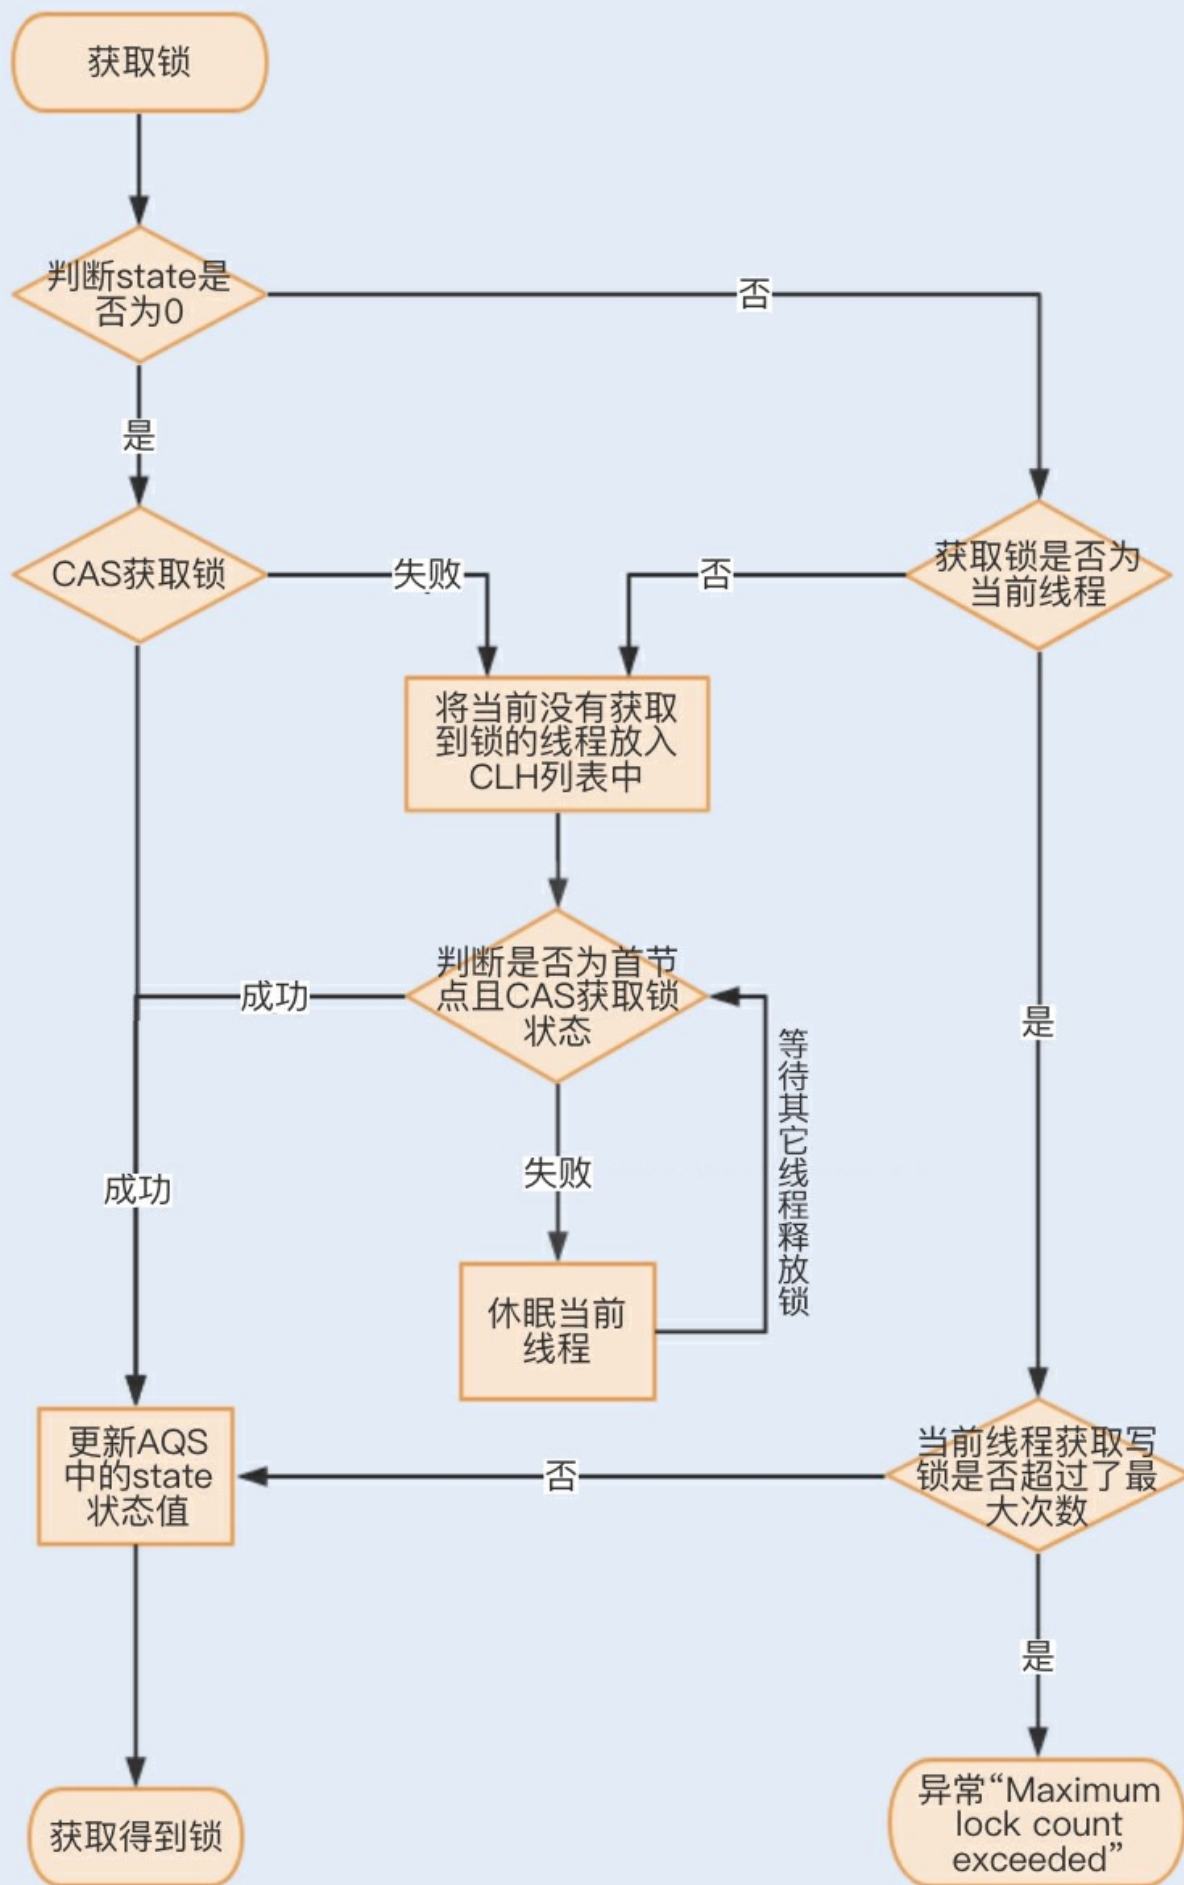 获取锁
判断state是
否为0
否
是
CAS获取锁
失败
否
获取锁是否为
当前线程
将当前没有获取
到锁的线程放入
CLH列表中
判断是否为首节
点且CAS获取锁
状态
成功
等待其它线程释放锁
是
失败
成功
休眠当前
线程
更新AQS
中的state
状态值
否
当前线程获取写
锁是否超过了最
大次数
是
获取得到锁
异常“Maximum
lock count
exceeded”